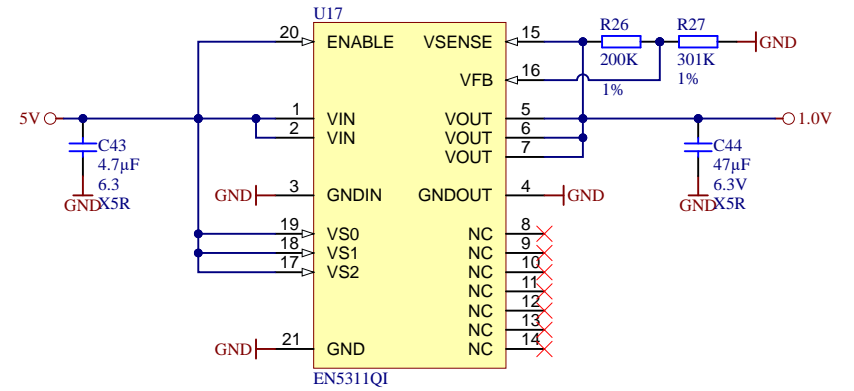 U17
20 ENABLE VSENSE 15
R26 R27
GND
200K 301K
1% 1%
VFB 16
5V
1 VIN VOUT 5
2 VIN VOUT 6
VOUT 7
1.0V
C43
4.7µF
6.3
X5R
GND
C44
47µF
6.3V
X5R
GND
GND 3 GNDIN GNDOUT 4 GND
19 VS0 NC 8
18 VS1 NC 9
17 VS2 NC 10
NC 11
NC 12
NC 13
GND 21 GND NC 14
EN5311QI